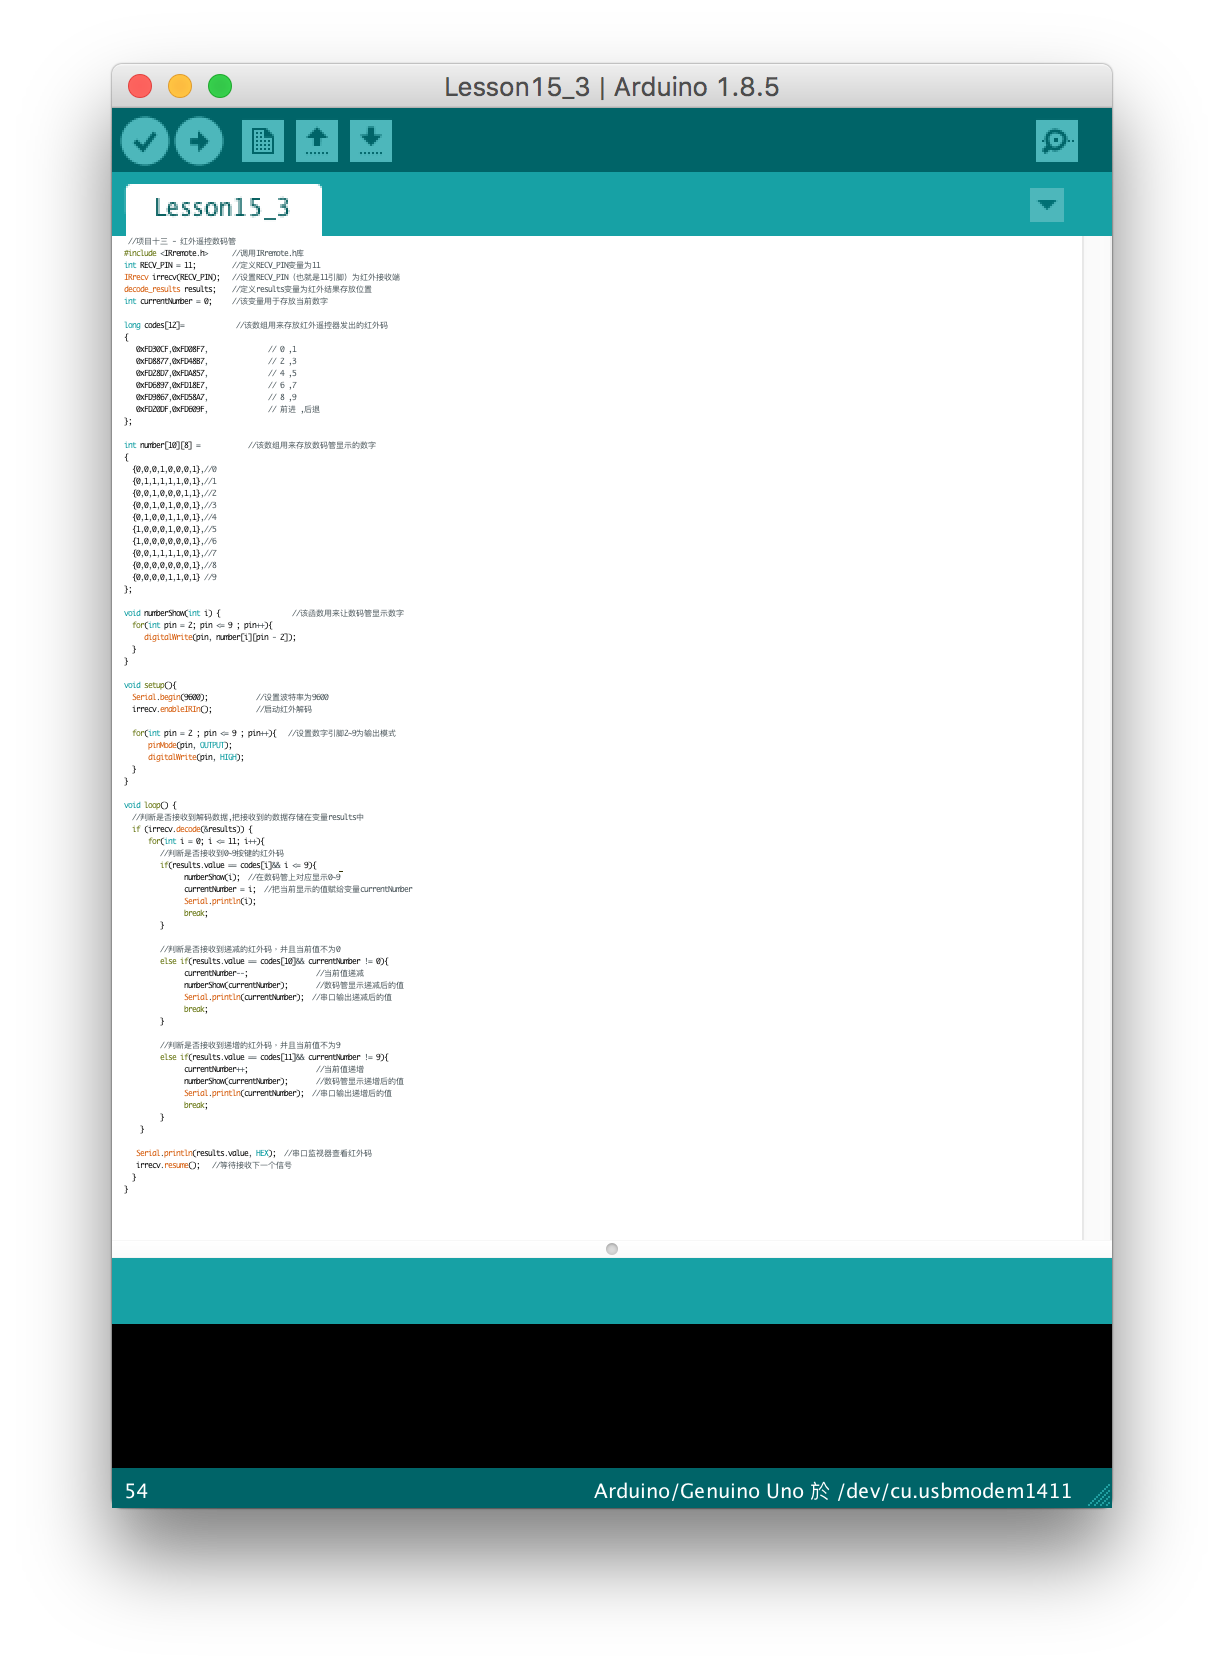 Lesson15_3 | Arduino 1.8.5
Lesson15_3
//项目十三 - 红外遥控数码管
#include <IRremote.h>      //调用IRremote.h库
int RECV_PIN = 11;         //定义RECV_PIN变量为11
IRrecv irrecv(RECV_PIN);   //设置RECV_PIN（也就是11引脚）为红外接收端
decode_results results;    //定义results变量为红外结果存放位置
int currentNumber = 0;     //该变量用于存放当前数字
long codes[12]=             //该数组用来存放红外遥控器发出的红外码
{
0xFD30CF,0xFD08F7,               // 0 ,1
0xFD8877,0xFD48B7,               // 2 ,3
0xFD28D7,0xFDA857,               // 4 ,5
0xFD6897,0xFD18E7,               // 6 ,7
0xFD9867,0xFD58A7,               // 8 ,9
0xFD20DF,0xFD609F,               // 前进 ,后退
};
int number[10][8] =            //该数组用来存放数码管显示的数字
{
{0,0,0,1,0,0,0,1},//0
{0,1,1,1,1,1,0,1},//1
{0,0,1,0,0,0,1,1},//2
{0,0,1,0,1,0,0,1},//3
{0,1,0,0,1,1,0,1},//4
{1,0,0,0,1,0,0,1},//5
{1,0,0,0,0,0,0,1},//6
{0,0,1,1,1,1,0,1},//7
{0,0,0,0,0,0,0,1},//8
{0,0,0,0,1,1,0,1} //9
};
void numberShow(int i) {                  //该函数用来让数码管显示数字
for(int pin = 2; pin <= 9 ; pin++){
digitalWrite(pin, number[i][pin - 2]);
}
}
void setup(){
Serial.begin(9600);            //设置波特率为9600
irrecv.enableIRIn();           //启动红外解码
for(int pin = 2 ; pin <= 9 ; pin++){   //设置数字引脚2~9为输出模式
pinMode(pin, OUTPUT);
digitalWrite(pin, HIGH);
}
}
void loop() {
//判断是否接收到解码数据,把接收到的数据存储在变量results中
if (irrecv.decode(&results)) {
for(int i = 0; i <= 11; i++){
//判断是否接收到0~9按键的红外码
if(results.value == codes[i]&& i <= 9){
numberShow(i);  //在数码管上对应显示0~9
currentNumber = i;  //把当前显示的值赋给变量currentNumber
Serial.println(i);
break;
}
//判断是否接收到递减的红外码，并且当前值不为0
else if(results.value == codes[10]&& currentNumber != 0){
currentNumber--;                 //当前值递减
numberShow(currentNumber);       //数码管显示递减后的值
Serial.println(currentNumber);  //串口输出递减后的值
break;
}
//判断是否接收到递增的红外码，并且当前值不为9
else if(results.value == codes[11]&& currentNumber != 9){
currentNumber++;                 //当前值递增
numberShow(currentNumber);       //数码管显示递增后的值
Serial.println(currentNumber);  //串口输出递增后的值
break;
}
}
Serial.println(results.value, HEX);  //串口监视器查看红外码
irrecv.resume();   //等待接收下一个信号
}
}
54
Arduino/Genuino Uno 於 /dev/cu.usbmodem1411